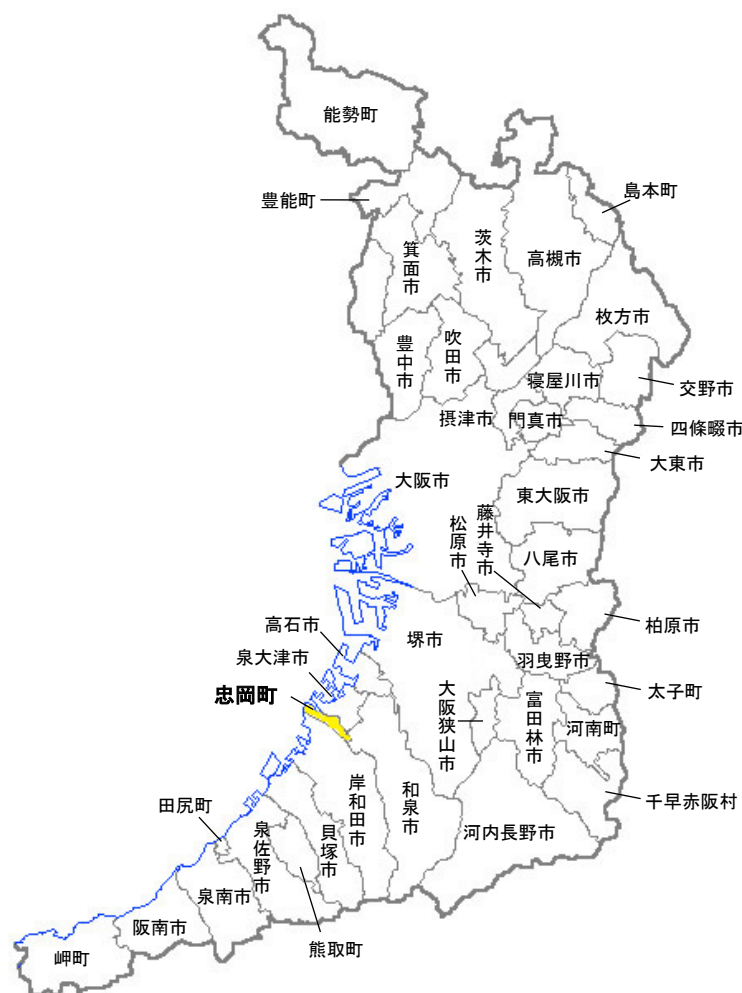 能勢町
豊能町
島本町
箕面市
茨木市
高槻市
枚方市
豊中市
吹田市
寝屋川市
交野市
摂津市
門真市
四條畷市
大東市
大阪市
東大阪市
藤井寺市
松原市
八尾市
柏原市
高石市
堺市
泉大津市
羽曳野市
忠岡町
太子町
大阪狭山市
富田林市
河南町
岸和田市
和泉市
千早赤阪村
田尻町
泉佐野市
貝塚市
河内長野市
泉南市
阪南市
熊取町
岬町